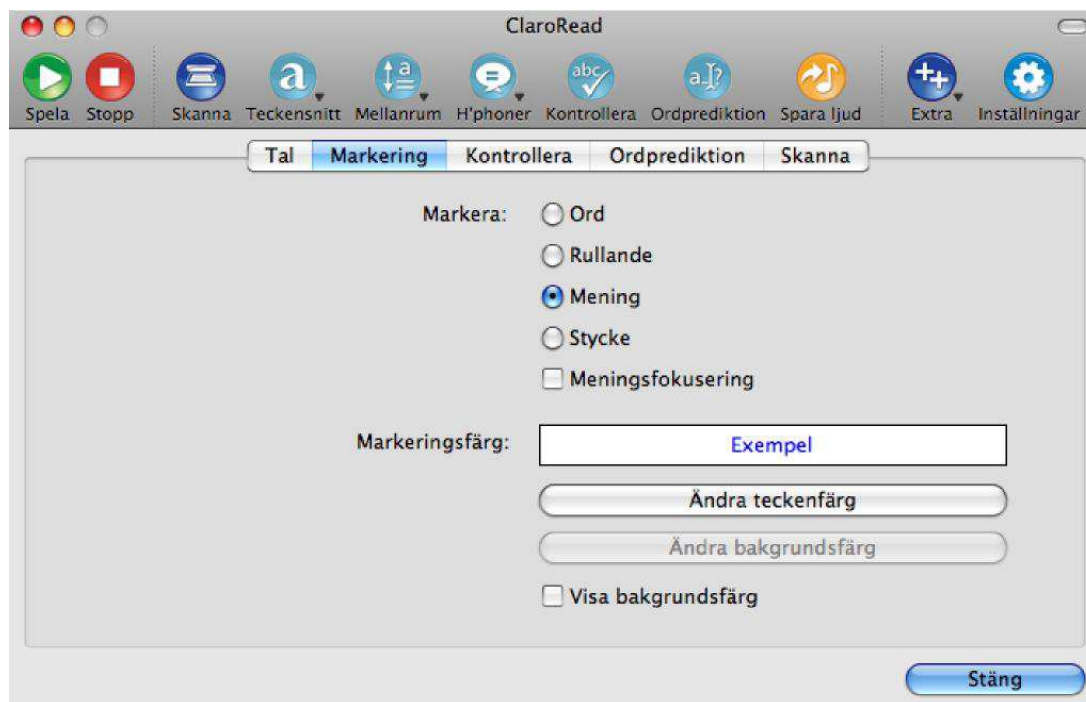 ClaroRead
abc
a
a
a
?
++
Spela Stopp Skanna Teckensnitt Mellanrum H'phoner Kontrollera Ordprediktion Spara ljud Extra Inställningar
Tal Markering Kontrollera Ordprediktion Skanna
Markera: Ord
Rullande
Mening
Stycke
Meningsfokusering
Markeringsfärg: Exempel
Ändra teckenfärg
Ändra bakgrundsfärg
Visa bakgrundsfärg
Stäng